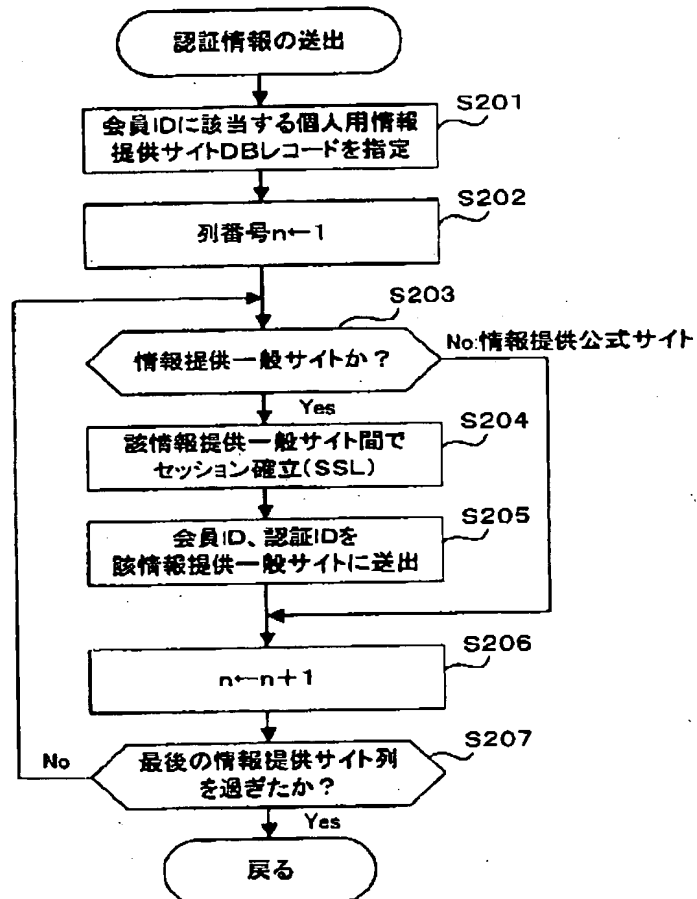 認証情報の送出
S201
会員IDに該当する個人用情報
提供サイトDBレコードを指定
S202
列番号n←1
S203
情報提供一般サイトか？
No:情報提供公式サイト
Yes
S204
該情報提供一般サイト間で
セッション確立(SSL)
S205
会員ID、認証IDを
該情報提供一般サイトに送出
S206
n←n+1
S207
最後の情報提供サイト列
を過ぎたか？
No
Yes
戻る